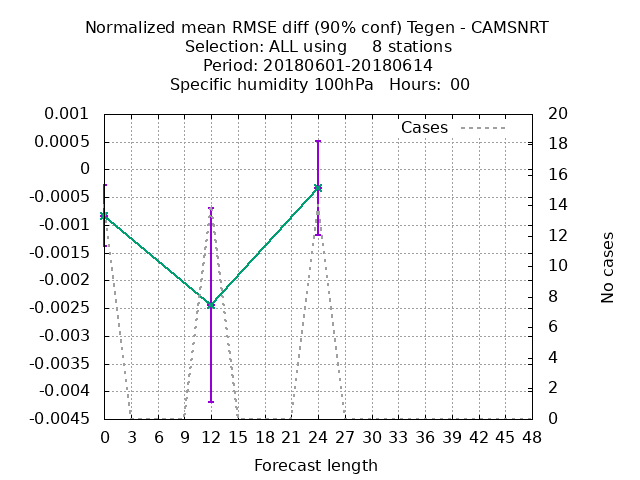 Normalized mean RMSE diff (90% conf) Tegen - CAMSNRT
Selection: ALL using     8 stations
Period: 20180601-20180614
Specific humidity 100hPa   Hours:  00
Cases
0.001
0.0005
0
-0.0005
-0.001
-0.0015
-0.002
-0.0025
-0.003
-0.0035
-0.004
-0.0045
20
18
16
14
12
10
8
6
4
2
0
No cases
0 3 6 9 12 15 18 21 24 27 30 33 36 39 42 45 48
Forecast length